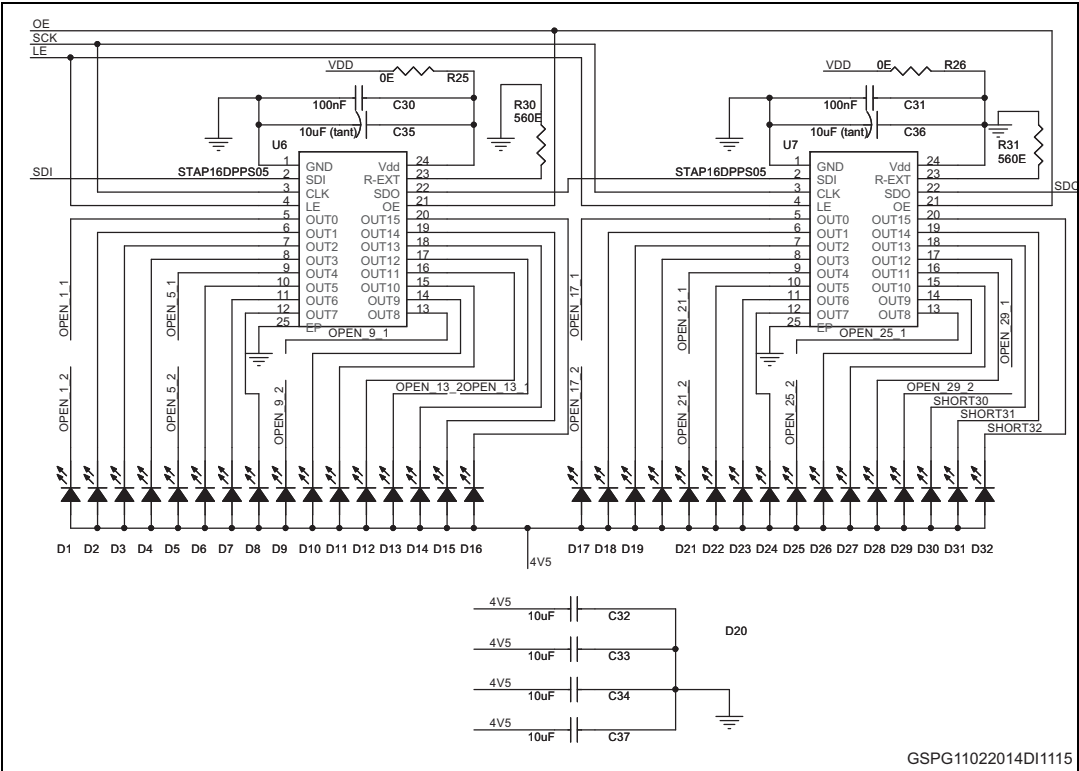 OE
SCK
LE
VDD
0E
R25
100nF
C30
10uF (tant)
C35
R30
560E
U6
STAP16DPPS05
SDI
1 GND Vdd 24
2 SDI R-EXT 23
3 CLK SDO 22
4 LE OE 21
5 OUT0 OUT15 20
6 OUT1 OUT14 19
7 OUT2 OUT13 18
8 OUT3 OUT12 17
9 OUT4 OUT11 16
10 OUT5 OUT10 15
11 OUT6 OUT9 14
12 OUT7 OUT8 13
25 EP
VDD
0E
R26
100nF
C31
10uF (tant)
C36
R31
560E
U7
STAP16DPPS05
SDO
1 GND Vdd 24
2 SDI R-EXT 23
3 CLK SDO 22
4 LE OE 21
5 OUT0 OUT15 20
6 OUT1 OUT14 19
7 OUT2 OUT13 18
8 OUT3 OUT12 17
9 OUT4 OUT11 16
10 OUT5 OUT10 15
11 OUT6 OUT9 14
12 OUT7 OUT8 13
25 EP
OPEN_1_1
OPEN_5_1
OPEN_9_1
OPEN_17_1
OPEN_21_1
OPEN_25_1
OPEN_29_1
OPEN_1_2
OPEN_5_2
OPEN_9_2
OPEN_13_2
OPEN_13_1
OPEN_17_2
OPEN_21_2
OPEN_25_2
OPEN_29_2
SHORT30
SHORT31
SHORT32
D1 D2 D3 D4 D5 D6 D7 D8 D9 D10 D11 D12 D13 D14 D15 D16
D17 D18 D19 D21 D22 D23 D24 D25 D26 D27 D28 D29 D30 D31 D32
4V5
4V5
10uF
C32
D20
4V5
10uF
C33
4V5
10uF
C34
4V5
10uF
C37
GSPG11022014DI1115